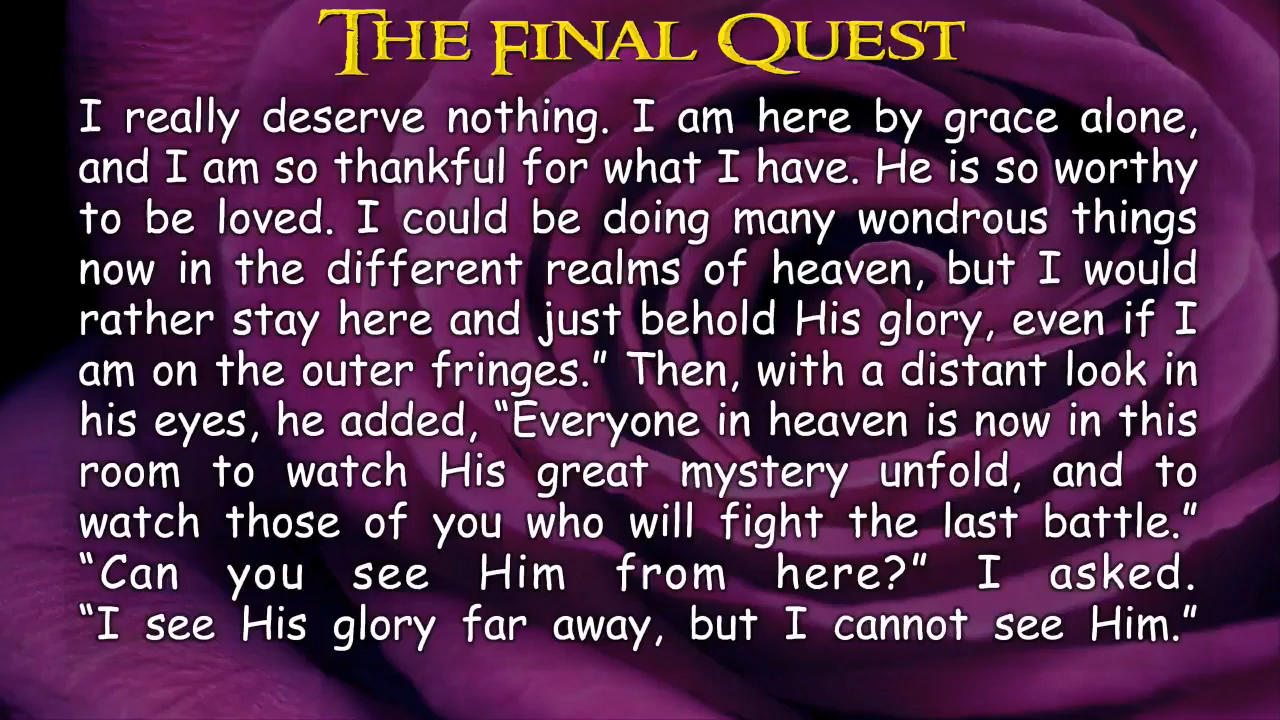 THE FINAL QUEST
I really deserve nothing. I am here by grace alone,
and I am so thankful for what I have. He is so worthy
to be loved. I could be doing many wondrous things
now in the different realms of heaven, but I would
rather stay here and just behold His glory, even if I
am on the outer fringes.” Then, with a distant look in
his eyes, he added, “Everyone in heaven is now in this
room to watch His great mystery unfold, and to
watch those of you who will fight the last battle.”
“Can you see Him from here?” I asked.
“I see His glory far away, but I cannot see Him.”